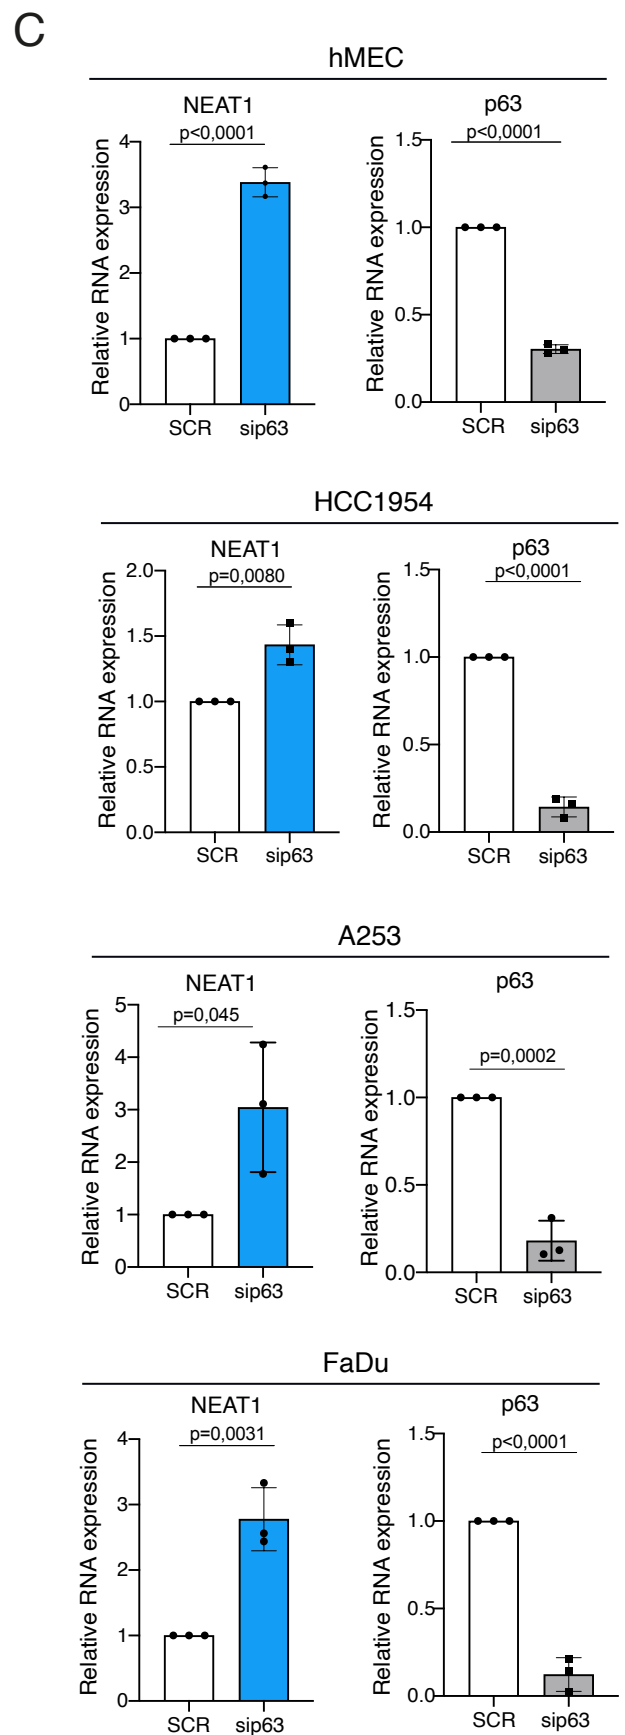 C
hMEC
NEAT1
p<0,0001
Relative RNA expression
4
3
2
1
0
SCR sip63
p63
p<0,0001
Relative RNA expression
1.5
1.0
0.5
0.0
SCR sip63
HCC1954
NEAT1
p=0,0080
Relative RNA expression
2.0
1.5
1.0
0.5
0.0
SCR sip63
p63
p<0,0001
Relative RNA expression
1.5
1.0
0.5
0.0
SCR sip63
A253
NEAT1
p=0,045
Relative RNA expression
5
4
3
2
1
0
SCR sip63
p63
p=0,0002
Relative RNA expression
1.5
1.0
0.5
0.0
SCR sip63
FaDu
NEAT1
p=0,0031
Relative RNA expression
4
3
2
1
0
SCR sip63
p63
p<0,0001
Relative RNA expression
1.5
1.0
0.5
0.0
SCR sip63